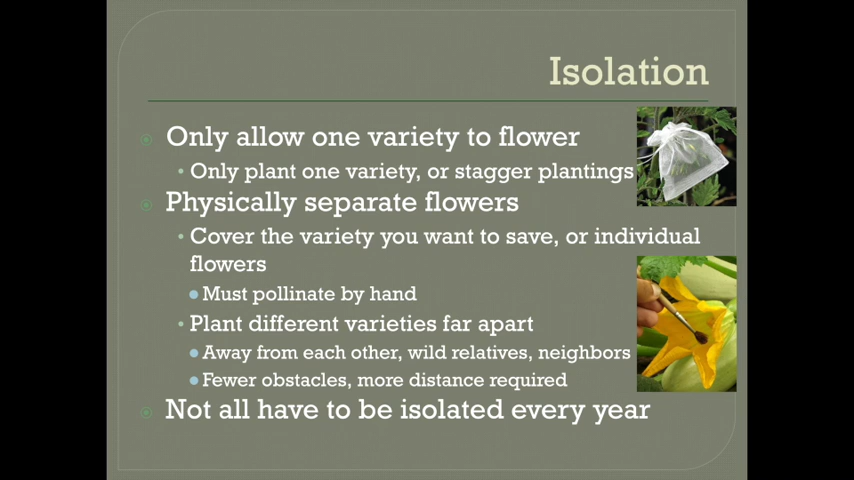 Isolation
Only allow one variety to flower
Only plant one variety, or stagger plantings
Physically separate flowers
Cover the variety you want to save, or individual
flowers
Must pollinate by hand
Plant different varieties far apart
Away from each other, wild relatives, neighbors
Fewer obstacles, more distance required
Not all have to be isolated every year